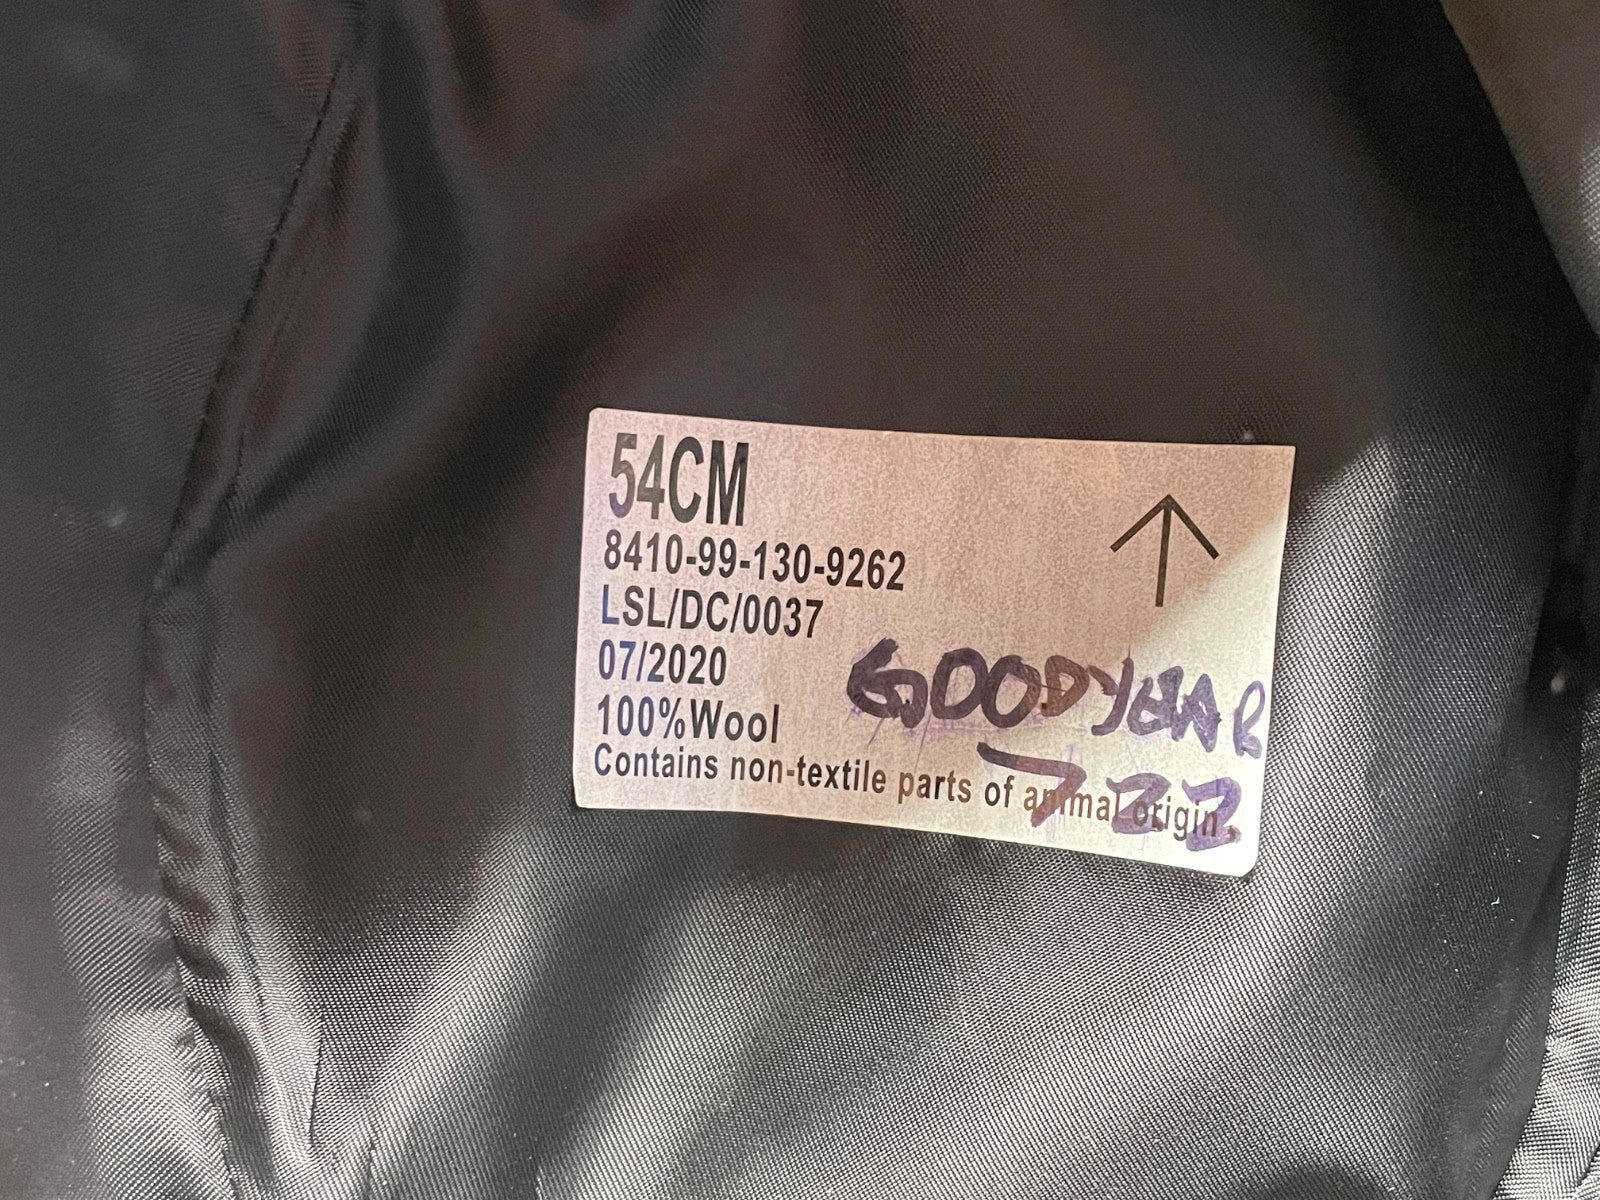 54CM
8410-99-130-9262
LSL/DC/0037
07/2020
100%Wool
GOODYEAR
Contains non-textile parts of animal origin.
722